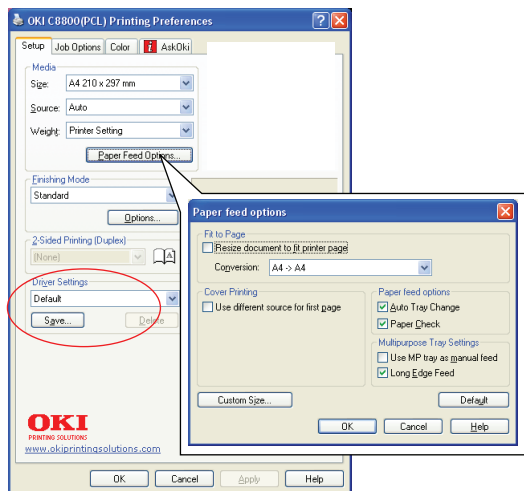 OKI C8800(PCL) Printing Preferences
Setup Job Options Color i AskOki
Media
Size: A4 210 x 297 mm
Source: Auto
Weight: Printer Setting
Paper Feed Options...
Finishing Mode
Standard
Options...
2-Sided Printing (Duplex)
(None)
Driver Settings
Default
Save... Delete
OKI
PRINTING SOLUTIONS
www.okiprintingsolutions.com
OK Cancel Apply Help
Paper feed options
Fit to Page
Resize document to fit printer page
Conversion: A4 -> A4
Cover Printing
Use different source for first page
Paper feed options
Auto Tray Change
Paper Check
Multipurpose Tray Settings
Use MP tray as manual feed
Long Edge Feed
Custom Size... Default
OK Cancel Help